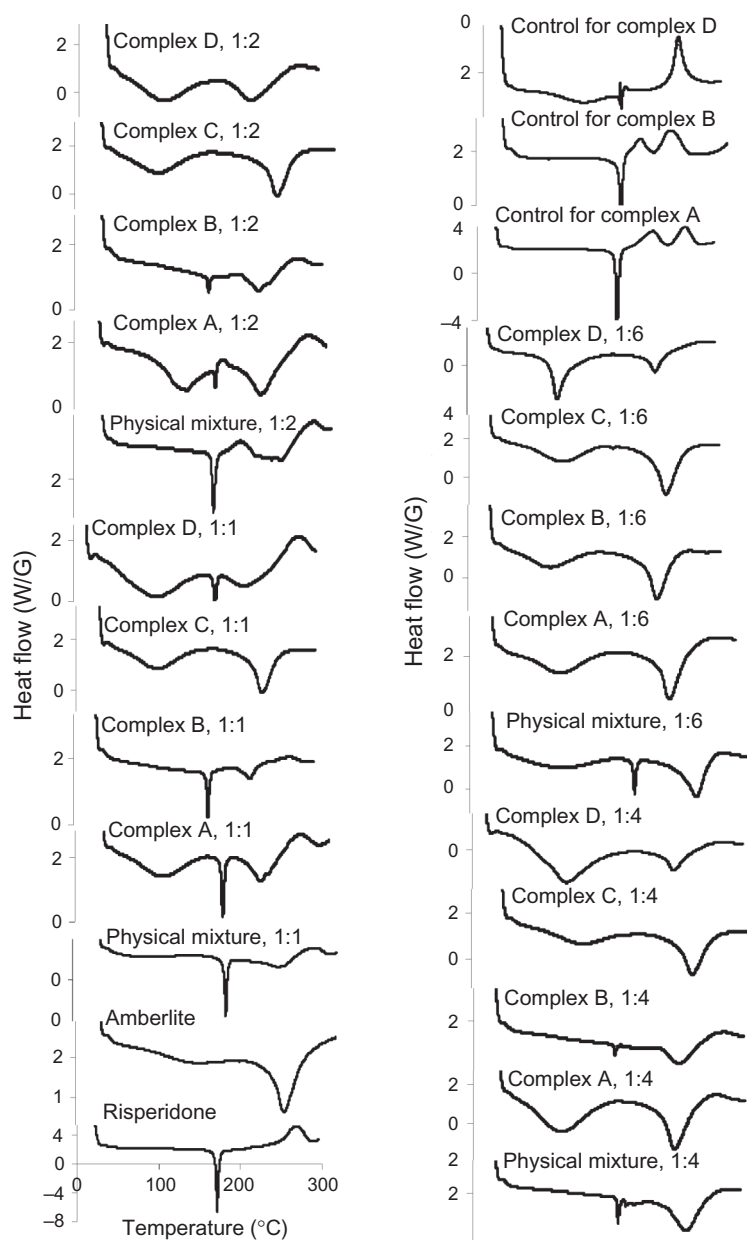 2
0
Complex D, 1:2
2
0
Complex C, 1:2
2
0
Complex B, 1:2
2
0
Complex A, 1:2
2
Physical mixture, 1:2
2
0
Complex D, 1:1
2
0
Complex C, 1:1
2
0
Complex B, 1:1
4
2
0
Complex A, 1:1
0
Physical mixture, 1:1
2
1
Amberlite
4
0
–4
–8
Risperidone
0
100
200
300
Temperature (°C)
Heat flow (W/G)
0
2
Control for complex D
2
0
Control for complex B
4
0
–4
Control for complex A
0
4
Complex D, 1:6
2
0
Complex C, 1:6
2
0
Complex B, 1:6
2
0
Complex A, 1:6
2
0
Physical mixture, 1:6
0
Complex D, 1:4
2
0
Complex C, 1:4
2
Complex B, 1:4
2
0
Complex A, 1:4
2
2
Physical mixture, 1:4
Heat flow (W/G)